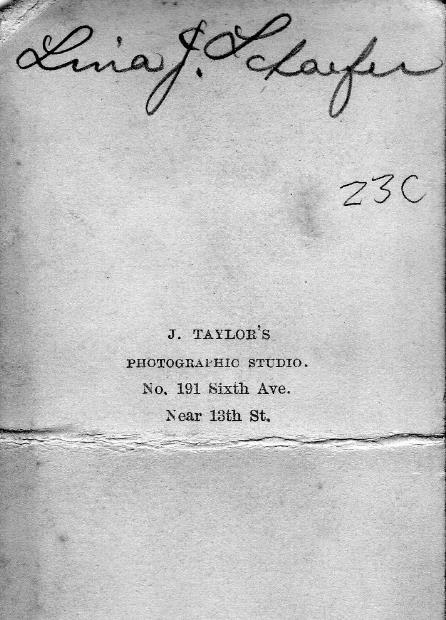 Lina J. Schaefer
23C
J. TAYLOR'S
PHOTOGRAPHIC STUDIO.
No. 191 Sixth Ave.
Near 13th St.